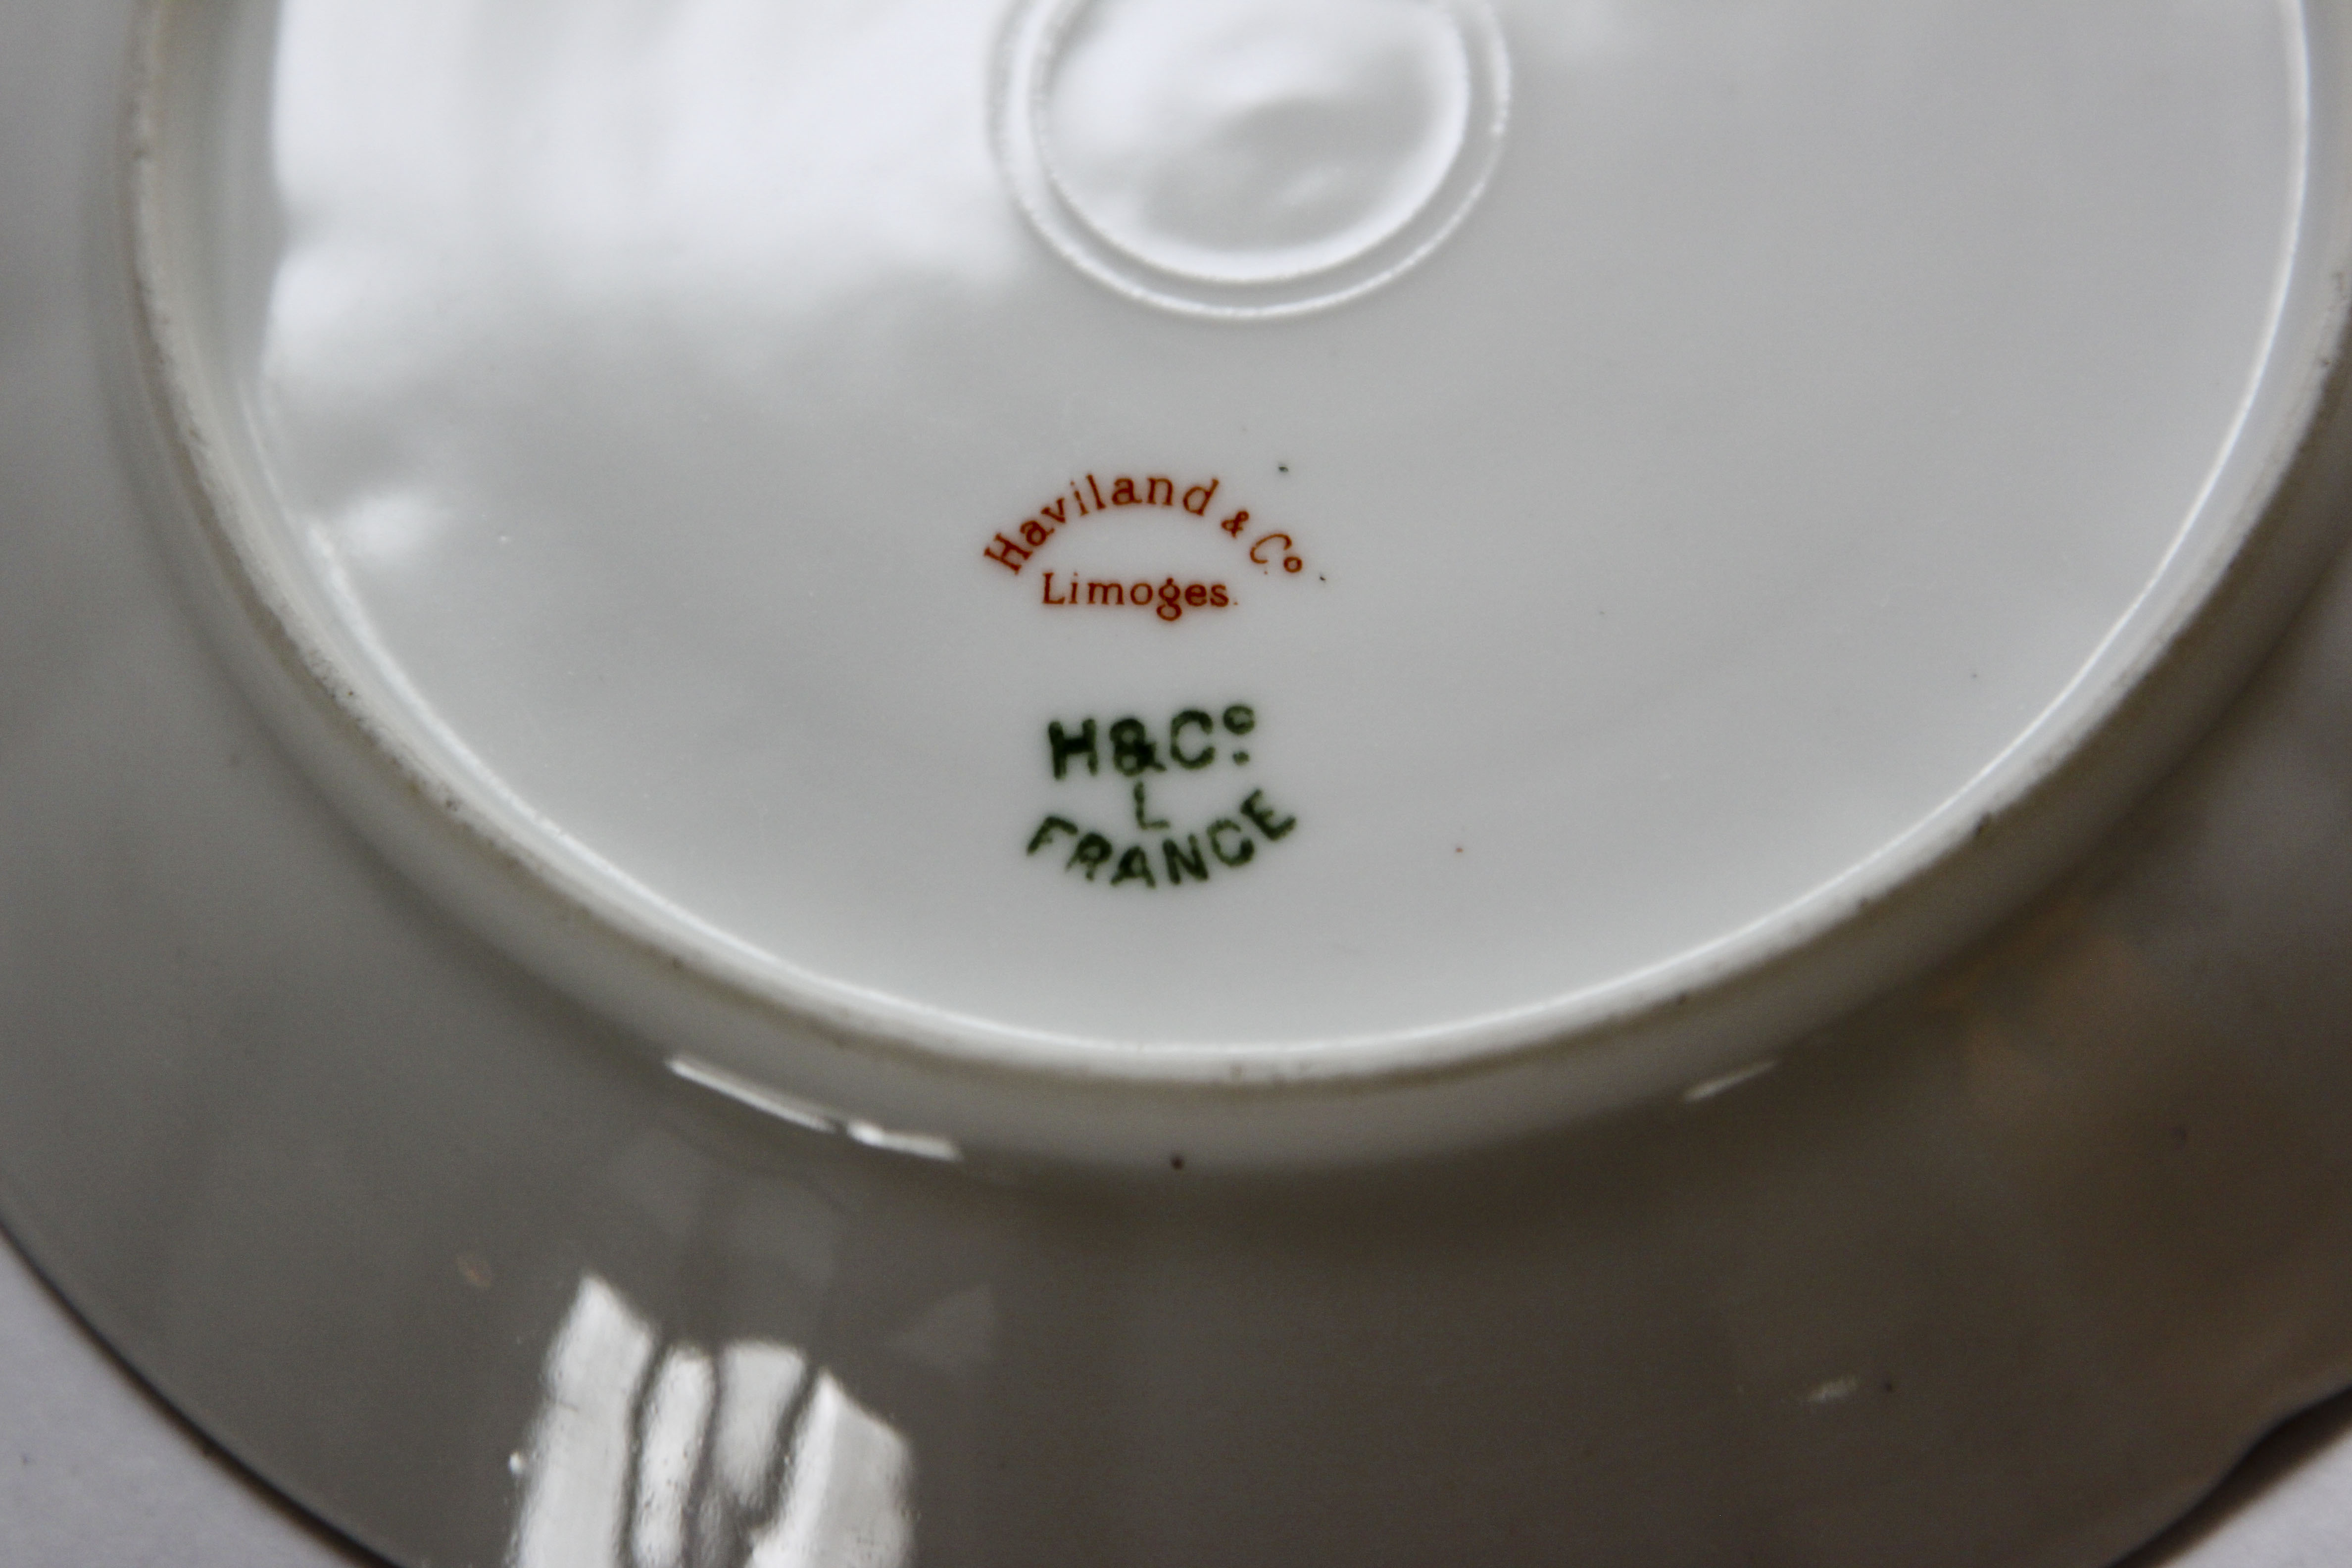 Haviland & Co
Limoges.
H&Co
L
FRANCE